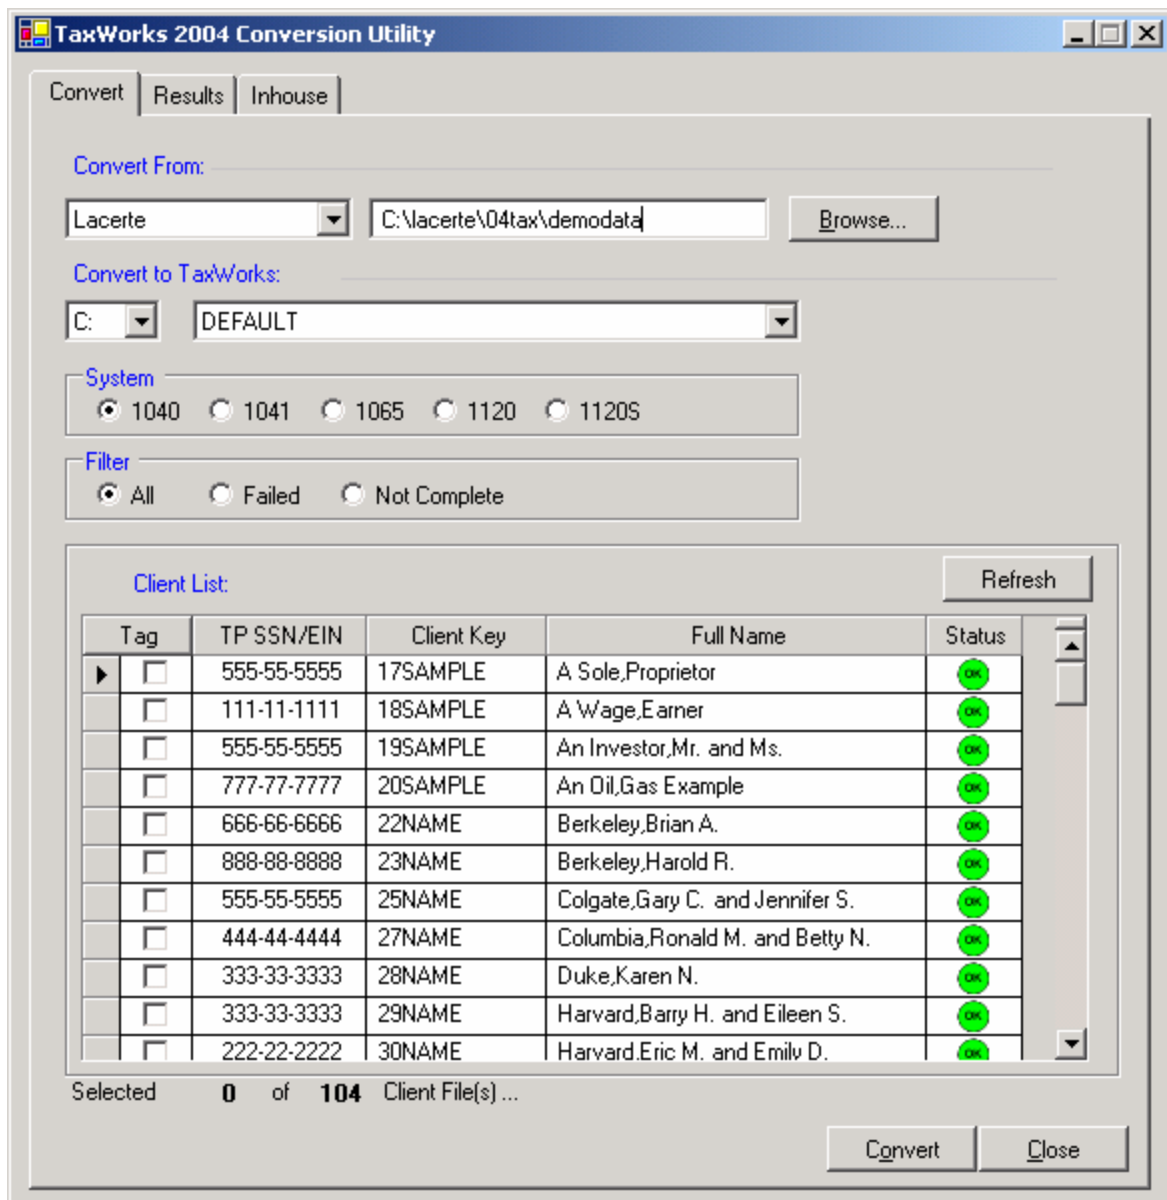 TaxWorks 2004 Conversion Utility
Convert Results Inhouse
Convert From:
Lacerte C:\lacerte\04tax\demodata Browse...
Convert to TaxWorks:
C: DEFAULT
System
1040 1041 1065 1120 1120S
Filter
All Failed Not Complete
Client List: Refresh
Tag TP SSN/EIN Client Key Full Name Status
555-55-5555 17SAMPLE A Sole,Proprietor OK
111-11-1111 18SAMPLE A Wage,Earner OK
555-55-5555 19SAMPLE An Investor,Mr. and Ms. OK
777-77-7777 20SAMPLE An Oil,Gas Example OK
666-66-6666 22NAME Berkeley,Brian A. OK
888-88-8888 23NAME Berkeley,Harold R. OK
555-55-5555 25NAME Colgate,Gary C. and Jennifer S. OK
444-44-4444 27NAME Columbia,Ronald M. and Betty N. OK
333-33-3333 28NAME Duke,Karen N. OK
333-33-3333 29NAME Harvard,Barry H. and Eileen S. OK
222-22-2222 30NAME Harvard,Eric M. and Emily D. OK
Selected 0 of 104 Client File(s) ...
Convert Close